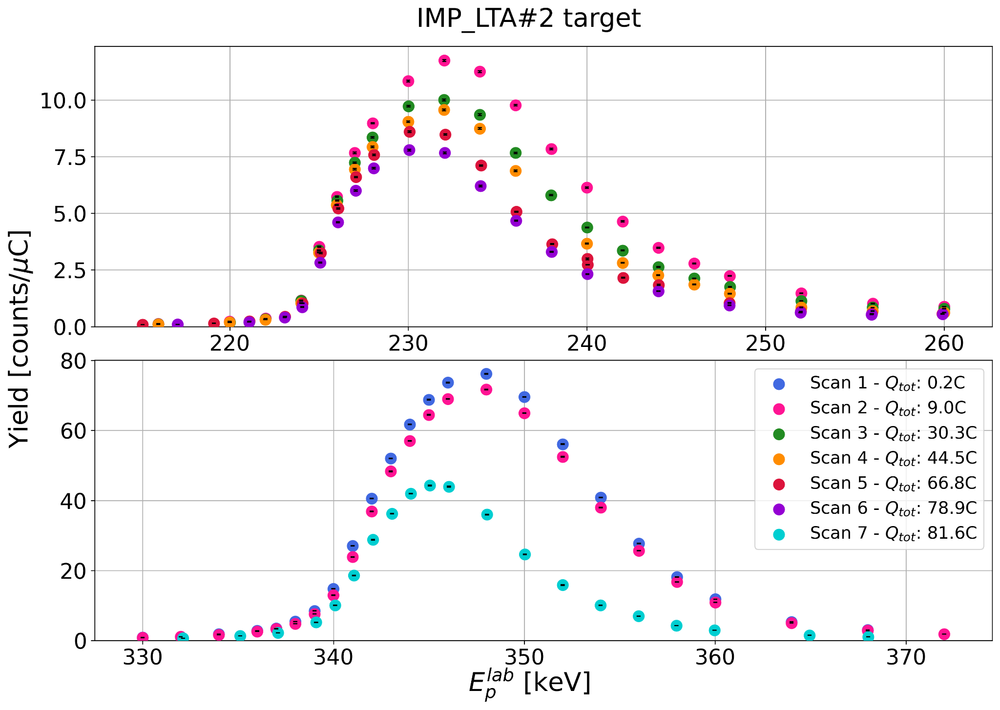 IMP_LTA#2 target
Yield [counts/μC]
10.0
7.5
5.0
2.5
0.0
220 230 240 250 260
80
60
40
20
0
330 340 350 360 370
Scan 1 - Q_tot: 0.2C
Scan 2 - Q_tot: 9.0C
Scan 3 - Q_tot: 30.3C
Scan 4 - Q_tot: 44.5C
Scan 5 - Q_tot: 66.8C
Scan 6 - Q_tot: 78.9C
Scan 7 - Q_tot: 81.6C
E_p^lab [keV]